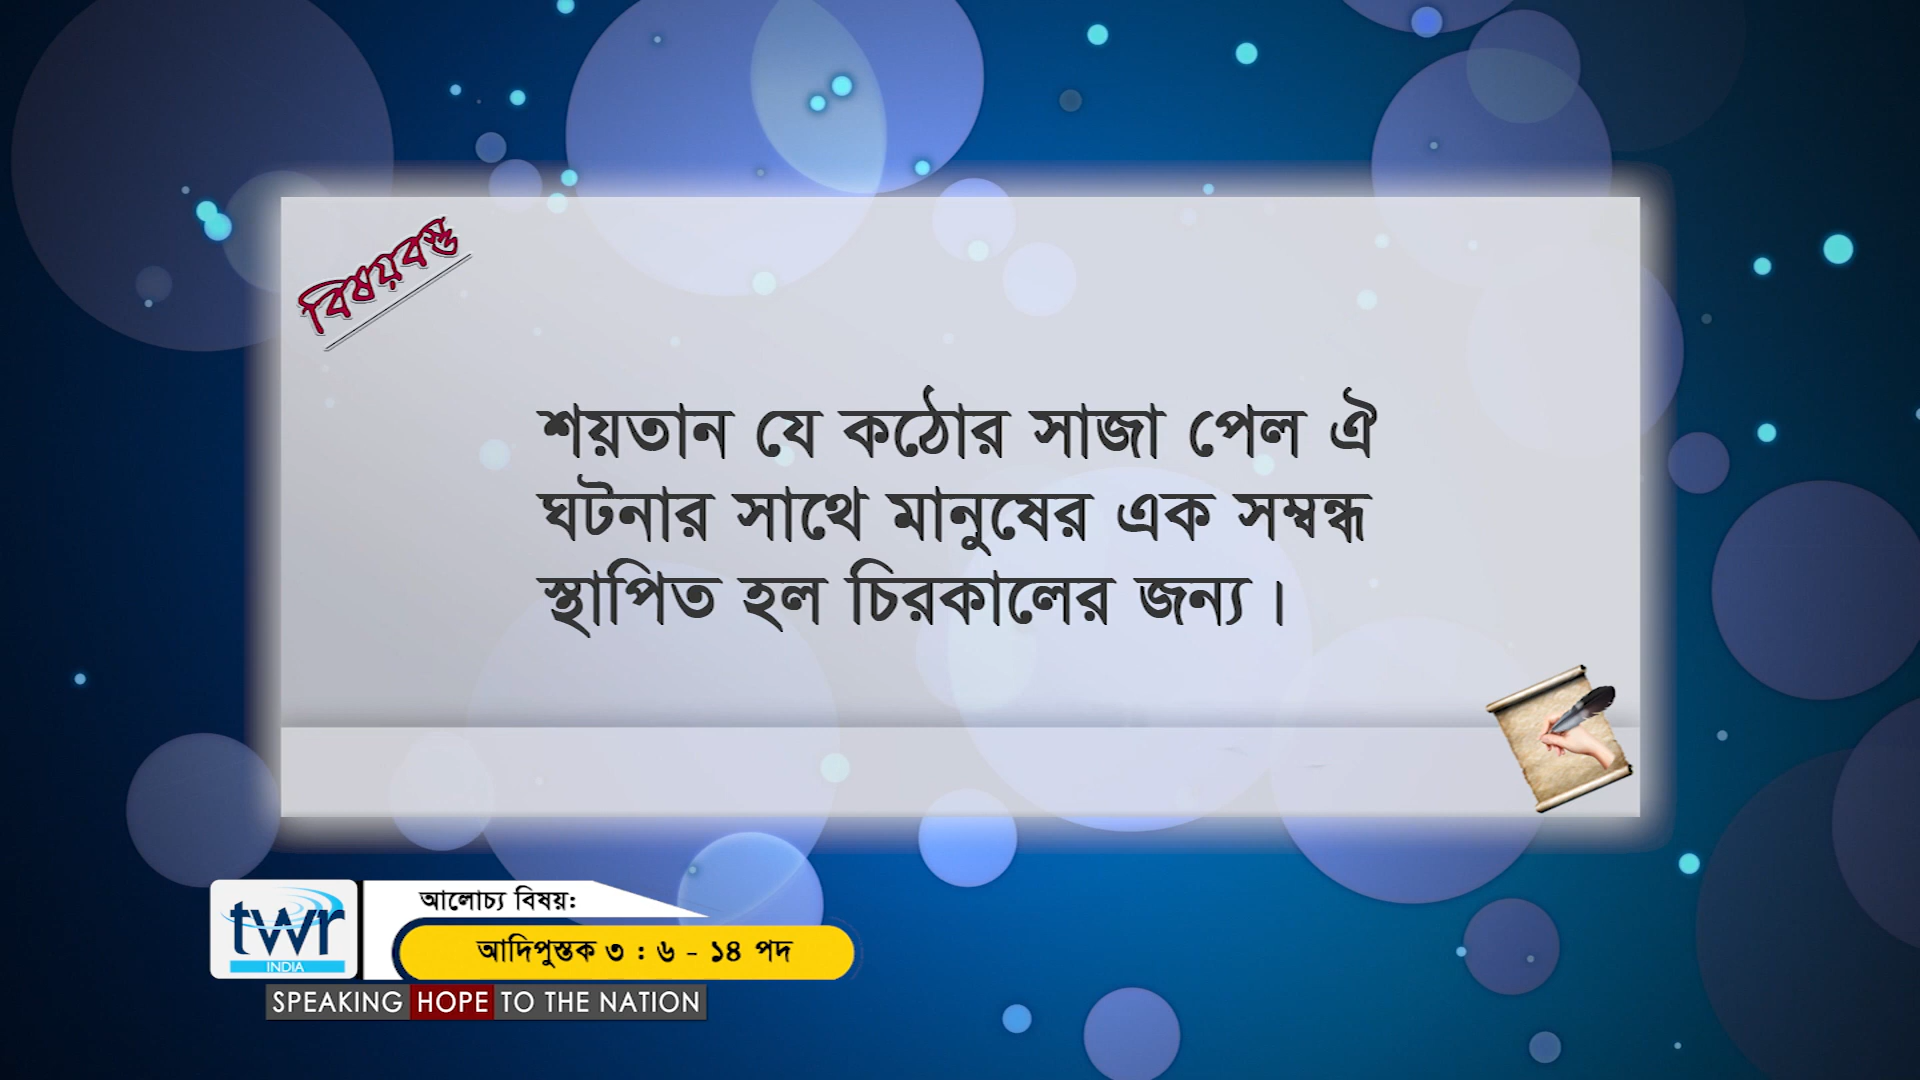 বিষয়বস্তু
শয়তান যে কঠোর সাজা পেল ঐ
ঘটনার সাথে মানুষের এক সম্বন্ধ
স্থাপিত হল চিরকালের জন্য।
আলোচ্য বিষয়:
আদিপুস্তক ৩ : ৬ - ১৪ পদ
twr
INDIA
SPEAKING HOPE TO THE NATION